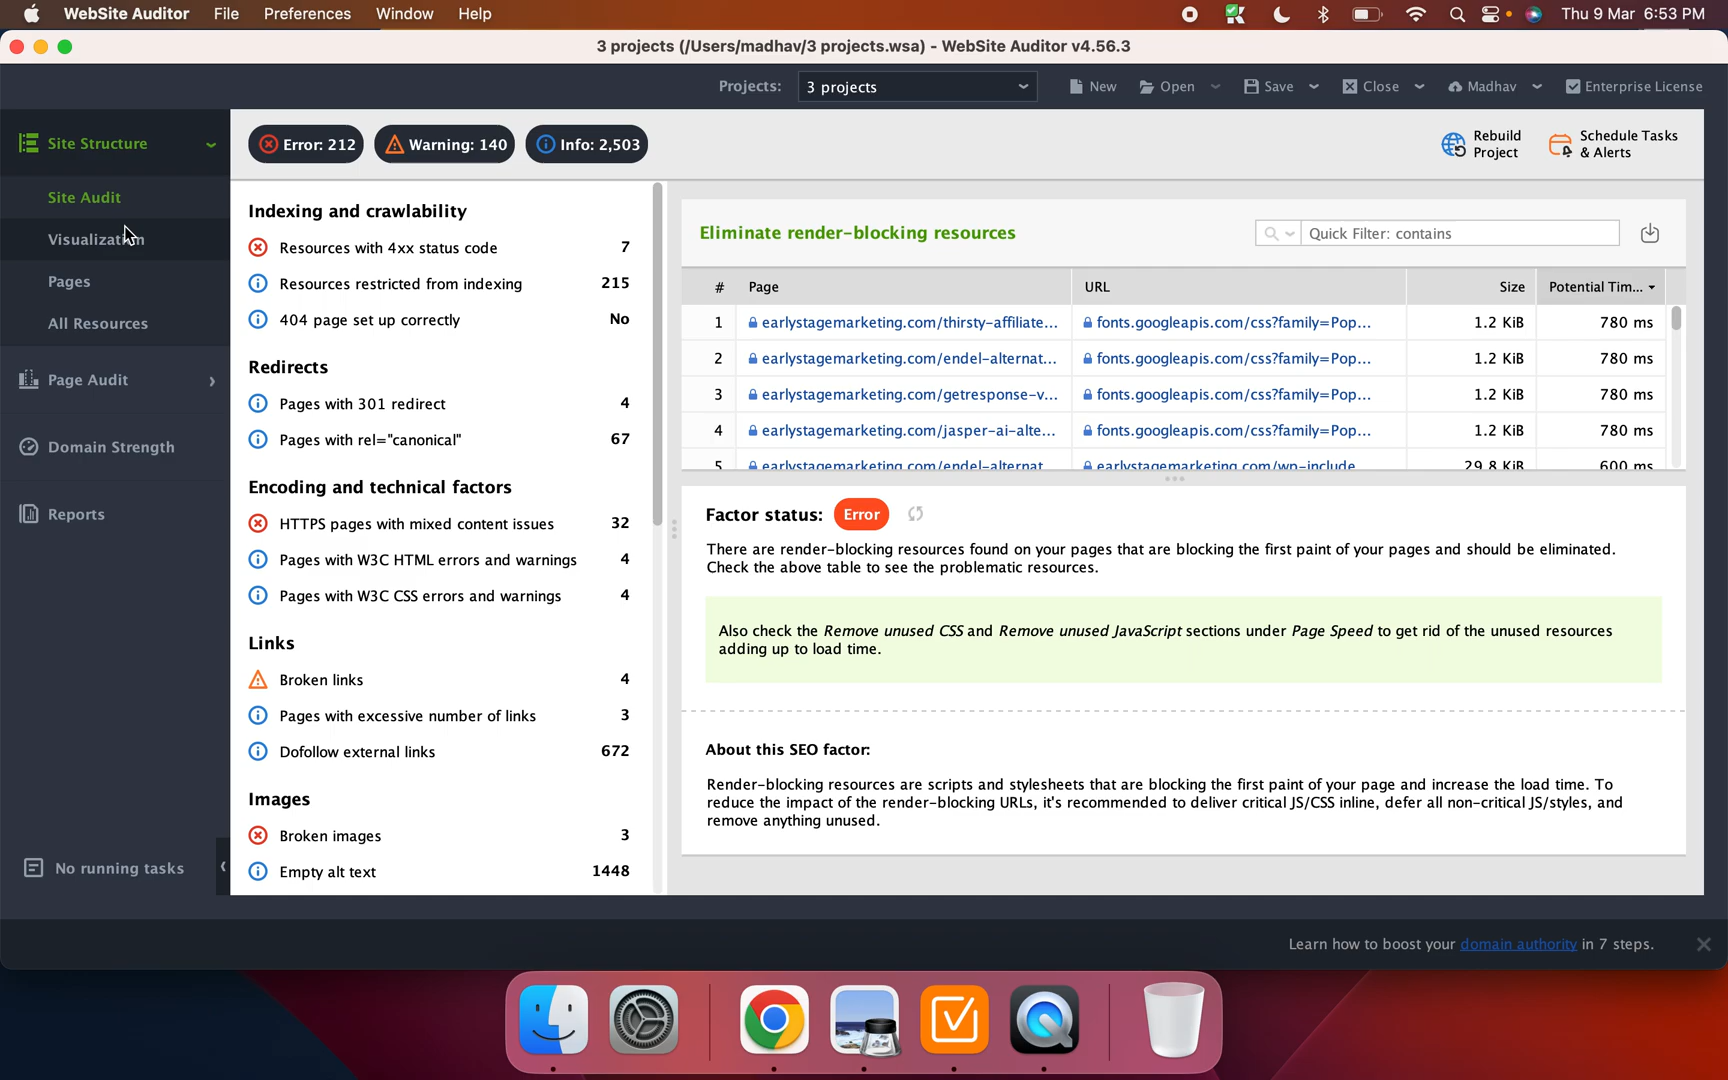 WebSite Auditor File Preferences Window Help Thu 9 Mar 6:53 PM
3 projects (/Users/madhav/3 projects.wsa) - WebSite Auditor v4.56.3
Projects: 3 projects New Open Save Close Madhav Enterprise License
Site Structure
Site Audit
Visualization
Pages
All Resources
Page Audit
Domain Strength
Reports
No running tasks
Error: 212 Warning: 140 Info: 2,503
Rebuild
Project
Schedule Tasks
& Alerts
Indexing and crawlability
Resources with 4xx status code 7
Resources restricted from indexing 215
404 page set up correctly No
Redirects
Pages with 301 redirect 4
Pages with rel="canonical" 67
Encoding and technical factors
HTTPS pages with mixed content issues 32
Pages with W3C HTML errors and warnings 4
Pages with W3C CSS errors and warnings 4
Links
Broken links 4
Pages with excessive number of links 3
Dofollow external links 672
Images
Broken images 3
Empty alt text 1448
Eliminate render-blocking resources
Quick Filter: contains
# Page URL Size Potential Tim...
1 earlystagemarketing.com/thirsty-affiliate... fonts.googleapis.com/css?family=Pop... 1.2 KiB 780 ms
2 earlystagemarketing.com/endel-alternat... fonts.googleapis.com/css?family=Pop... 1.2 KiB 780 ms
3 earlystagemarketing.com/getresponse-v... fonts.googleapis.com/css?family=Pop... 1.2 KiB 780 ms
4 earlystagemarketing.com/jasper-ai-alte... fonts.googleapis.com/css?family=Pop... 1.2 KiB 780 ms
5 earlystagemarketing.com/endel-alternat... earlystagemarketing.com/wp-include... 29.8 KiB 600 ms
Factor status: Error
There are render-blocking resources found on your pages that are blocking the first paint of your pages and should be eliminated.
Check the above table to see the problematic resources.
Also check the Remove unused CSS and Remove unused JavaScript sections under Page Speed to get rid of the unused resources
adding up to load time.
About this SEO factor:
Render-blocking resources are scripts and stylesheets that are blocking the first paint of your page and increase the load time. To
reduce the impact of the render-blocking URLs, it's recommended to deliver critical JS/CSS inline, defer all non-critical JS/styles, and
remove anything unused.
Learn how to boost your domain authority in 7 steps.